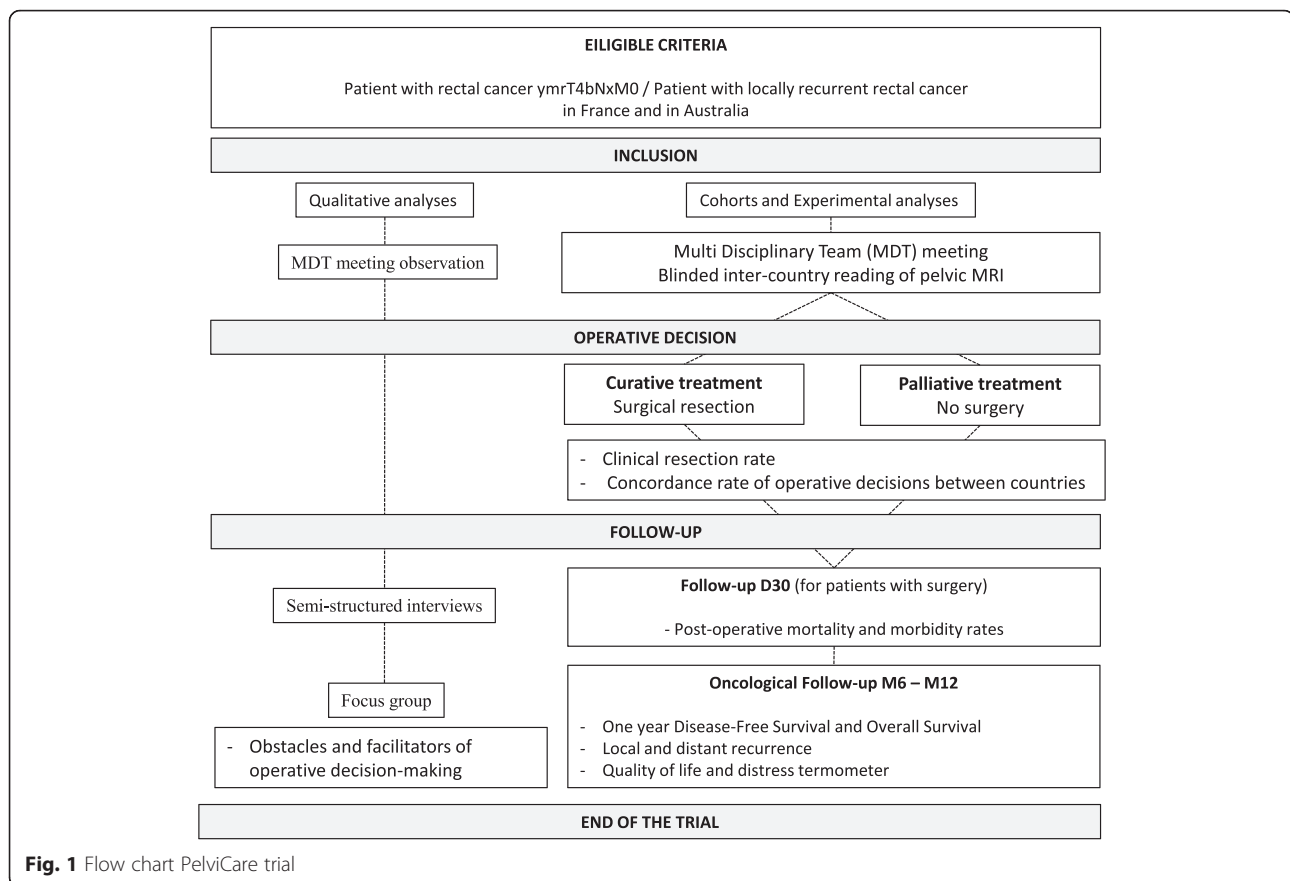 EILIGIBLE CRITERIA
Patient with rectal cancer ymrT4bNxM0 / Patient with locally recurrent rectal cancer
in France and in Australia
INCLUSION
Qualitative analyses
Cohorts and Experimental analyses
MDT meeting observation
Multi Disciplinary Team (MDT) meeting
Blinded inter-country reading of pelvic MRI
OPERATIVE DECISION
Curative treatment
Surgical resection
Palliative treatment
No surgery
- Clinical resection rate
- Concordance rate of operative decisions between countries
FOLLOW-UP
Semi-structured interviews
Follow-up D30 (for patients with surgery)
- Post-operative mortality and morbidity rates
Focus group
- Obstacles and facilitators of
operative decision-making
Oncological Follow-up M6 – M12
- One year Disease-Free Survival and Overall Survival
- Local and distant recurrence
- Quality of life and distress termometer
END OF THE TRIAL
Fig. 1 Flow chart PelviCare trial